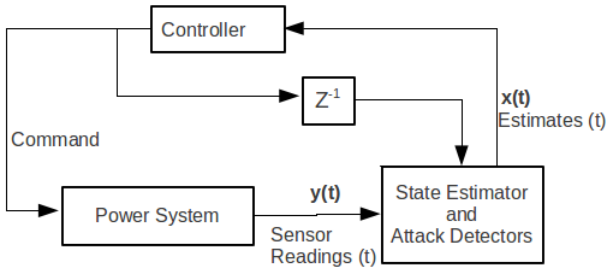 Controller
Z-1
x(t)
Estimates (t)
Command
y(t)
Power System
Sensor
Readings (t)
State Estimator
and
Attack Detectors